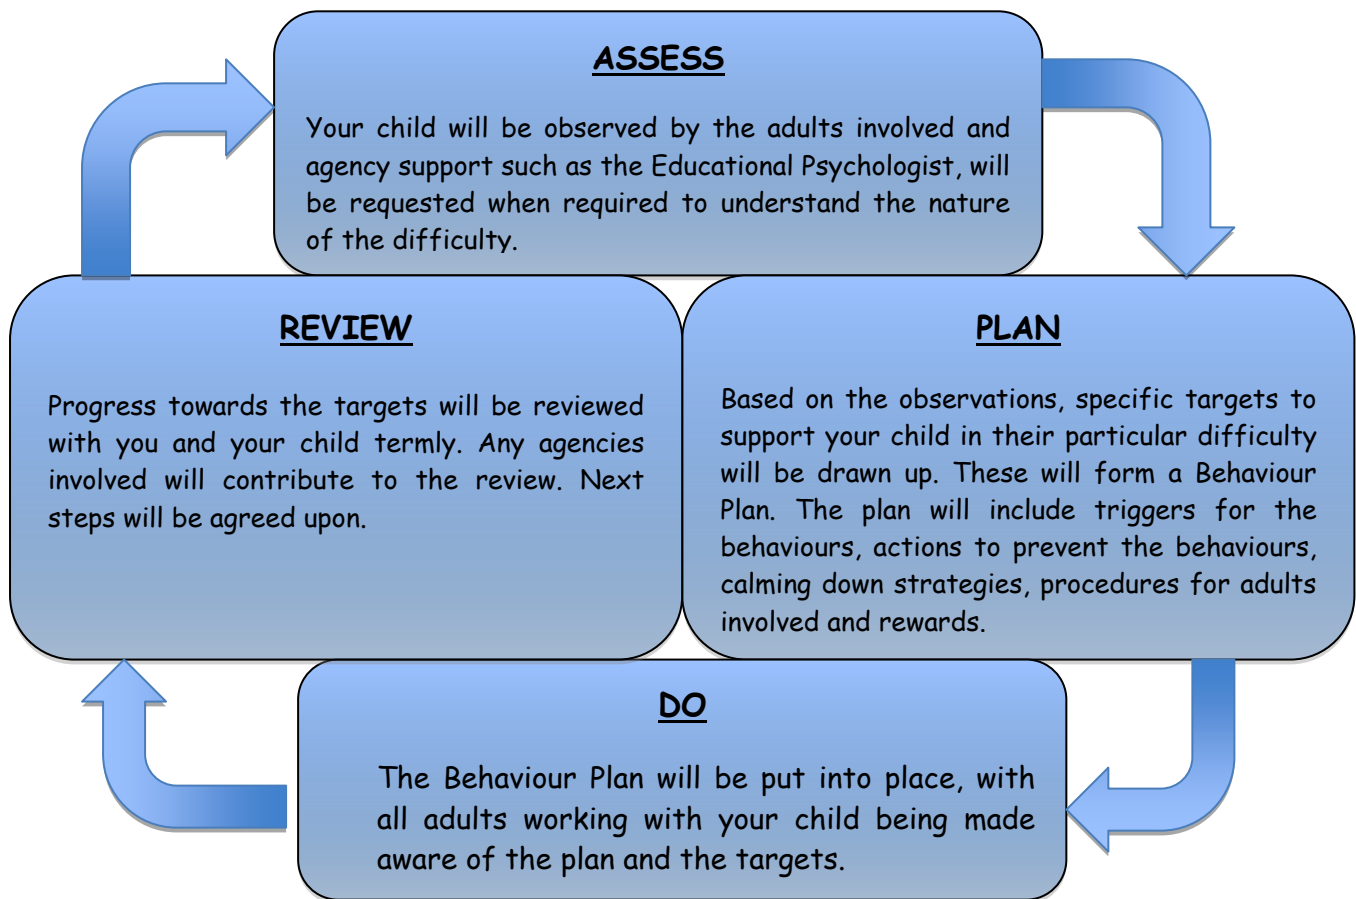 ASSESS
Your child will be observed by the adults involved and
agency support such as the Educational Psychologist, will
be requested when required to understand the nature
of the difficulty.
PLAN
Based on the observations, specific targets to
support your child in their particular difficulty
will be drawn up. These will form a Behaviour
Plan. The plan will include triggers for the
behaviours, actions to prevent the behaviours,
calming down strategies, procedures for adults
involved and rewards.
DO
The Behaviour Plan will be put into place, with
all adults working with your child being made
aware of the plan and the targets.
REVIEW
Progress towards the targets will be reviewed
with you and your child termly. Any agencies
involved will contribute to the review. Next
steps will be agreed upon.